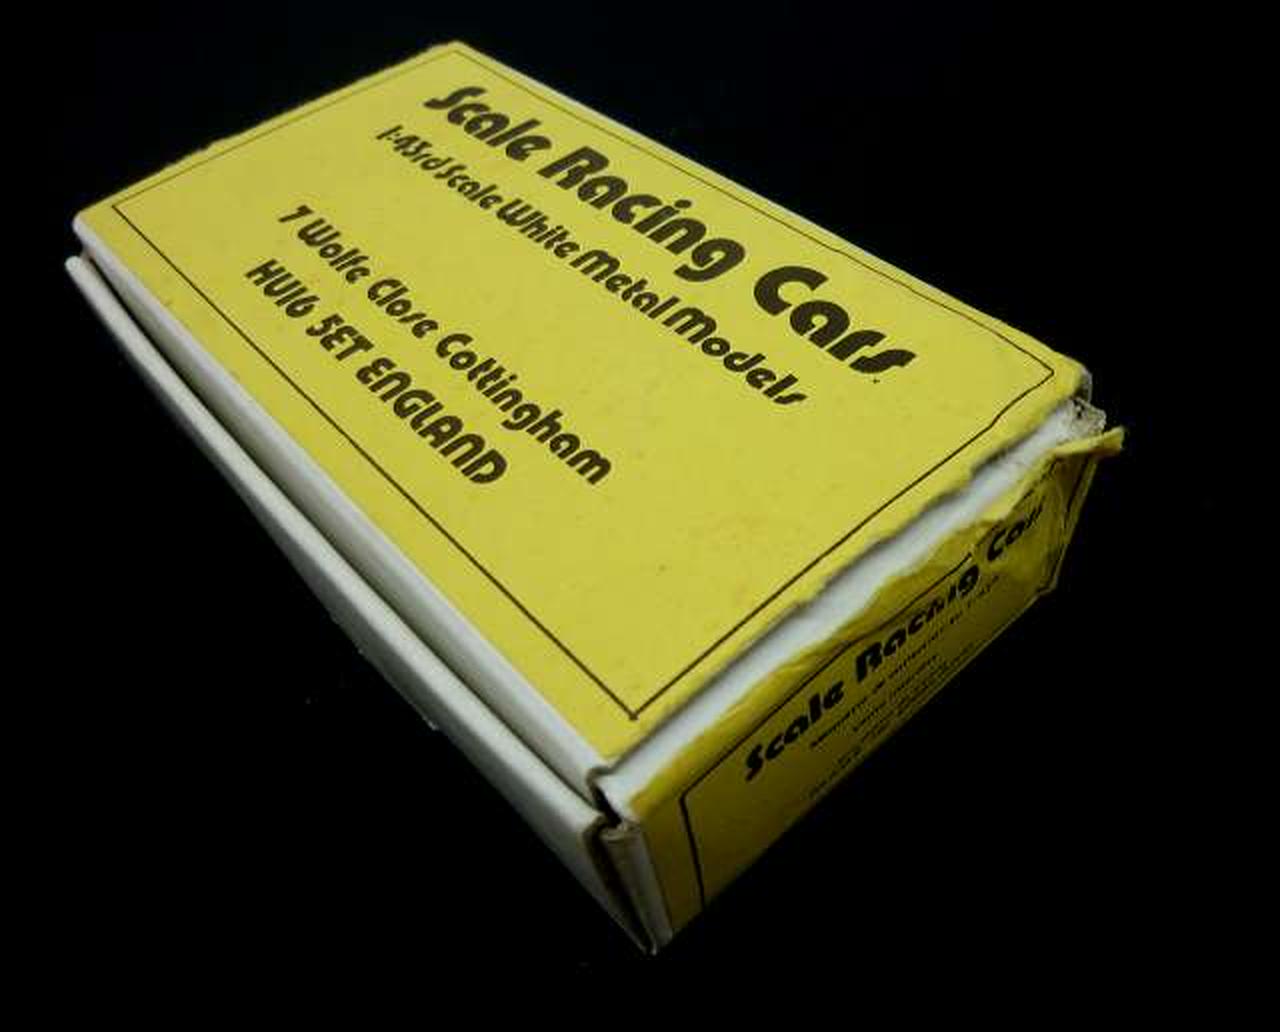 Scale Racing Cars
1:43rd Scale White Metal Models
7 Wolfe Close Cottingham
HU16 5ET ENGLAND
Scale Racing Cars